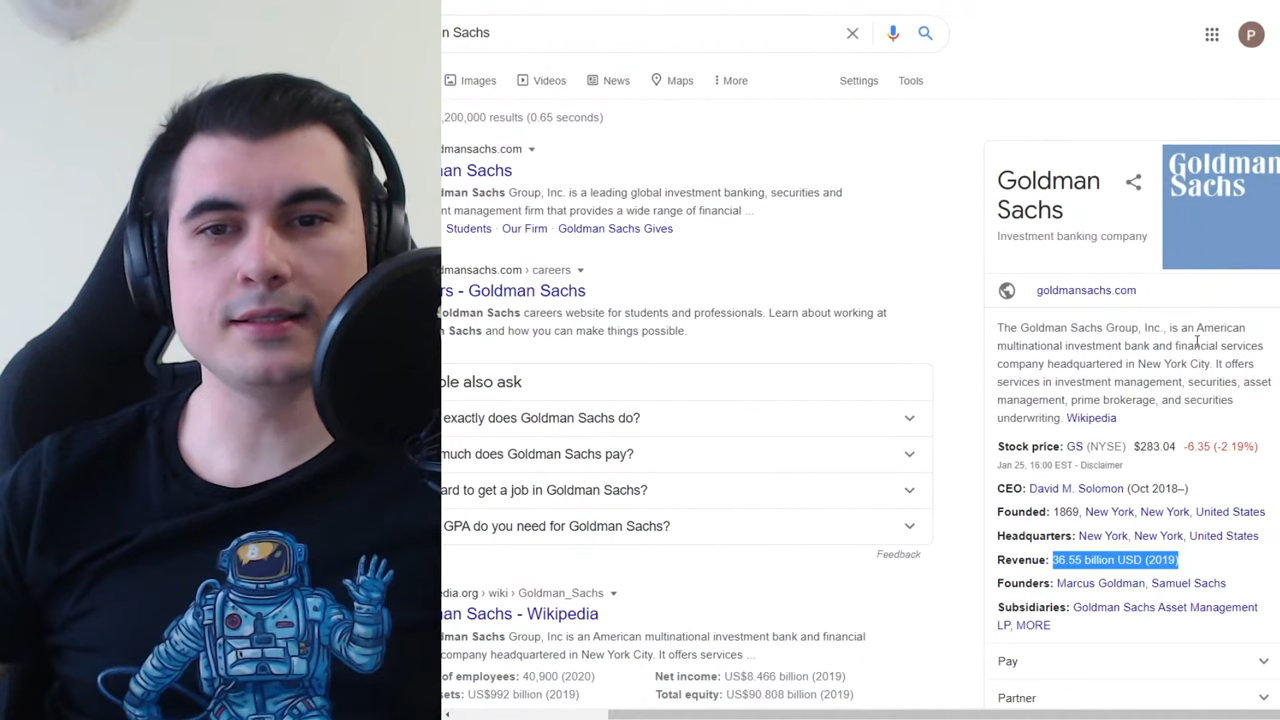 n Sachs
P
Images
Videos
News
Maps
More
Settings
Tools
,200,000 results (0.65 seconds)
dmansachs.com
an Sachs
dman Sachs Group, Inc. is a leading global investment banking, securities and
nt management firm that provides a wide range of financial ...
Students · Our Firm · Goldman Sachs Gives
dmansachs.com › careers
rs - Goldman Sachs
oldman Sachs careers website for students and professionals. Learn about working at
n Sachs and how you can make things possible.
ple also ask
exactly does Goldman Sachs do?
much does Goldman Sachs pay?
ard to get a job in Goldman Sachs?
GPA do you need for Goldman Sachs?
Feedback
dia.org › wiki › Goldman_Sachs
an Sachs - Wikipedia
dman Sachs Group, Inc is an American multinational investment bank and financial
company headquartered in New York City. It offers services ...
of employees: 40,900 (2020)
Net income: US$8.466 billion (2019)
sets: US$992 billion (2019)
Total equity: US$90.808 billion (2019)
Goldman
Sachs
Investment banking company
Goldman
Sachs
goldmansachs.com
The Goldman Sachs Group, Inc., is an American
multinational investment bank and financial services
company headquartered in New York City. It offers
services in investment management, securities, asset
management, prime brokerage, and securities
underwriting. Wikipedia
Stock price: GS (NYSE) $283.04 -6.35 (-2.19%)
Jan 25, 16:00 EST - Disclaimer
CEO: David M. Solomon (Oct 2018–)
Founded: 1869, New York, New York, United States
Headquarters: New York, New York, United States
Revenue: 36.55 billion USD (2019)
Founders: Marcus Goldman, Samuel Sachs
Subsidiaries: Goldman Sachs Asset Management
LP, MORE
Pay
Partner
B